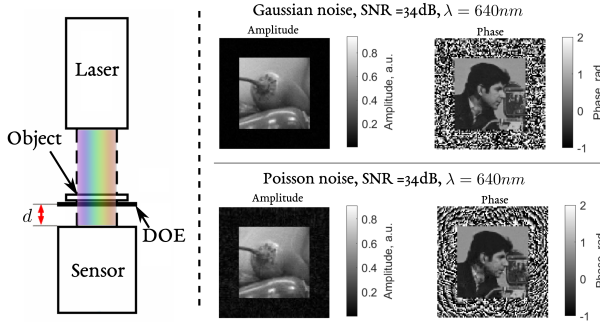 Laser
Object
d
DOE
Sensor
Gaussian noise, SNR =34dB, λ = 640nm
Amplitude
0.8
0.6
0.4
0.2
Amplitude, a.u.
Phase
2
1
0
-1
Phase, rad
Poisson noise, SNR =34dB, λ = 640nm
Amplitude
0.8
0.6
0.4
0.2
Amplitude, a.u.
Phase
2
1
0
-1
Phase, rad